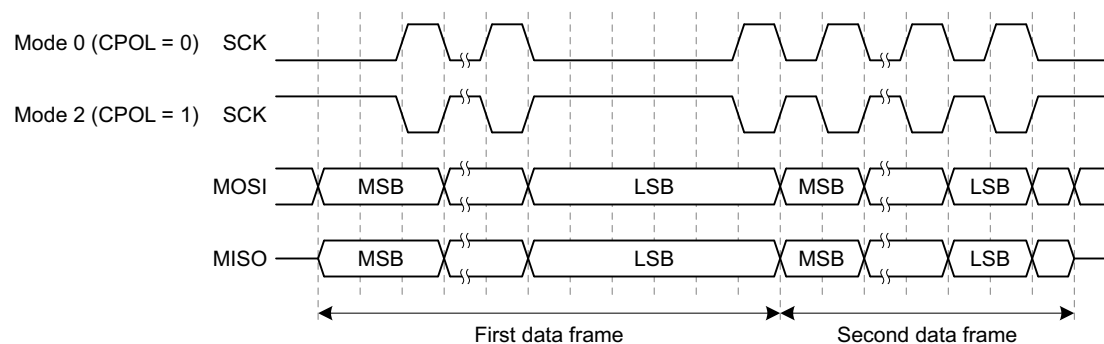 Mode 0 (CPOL = 0) SCK
Mode 2 (CPOL = 1) SCK
MOSI MSB LSB MSB LSB
MISO MSB LSB MSB LSB
First data frame Second data frame